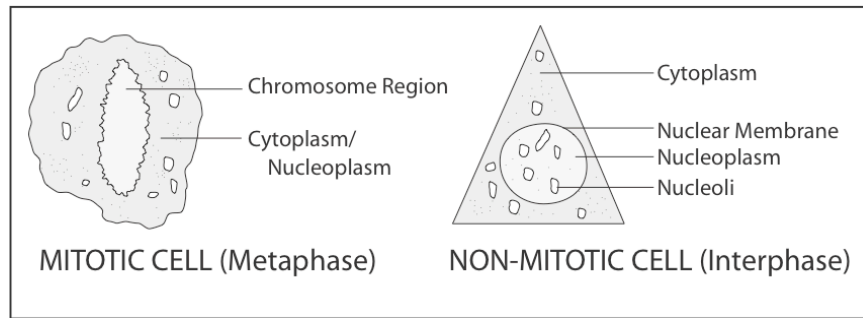 Chromosome Region
Cytoplasm/
Nucleoplasm
MITOTIC CELL (Metaphase)
Cytoplasm
Nuclear Membrane
Nucleoplasm
Nucleoli
NON-MITOTIC CELL (Interphase)